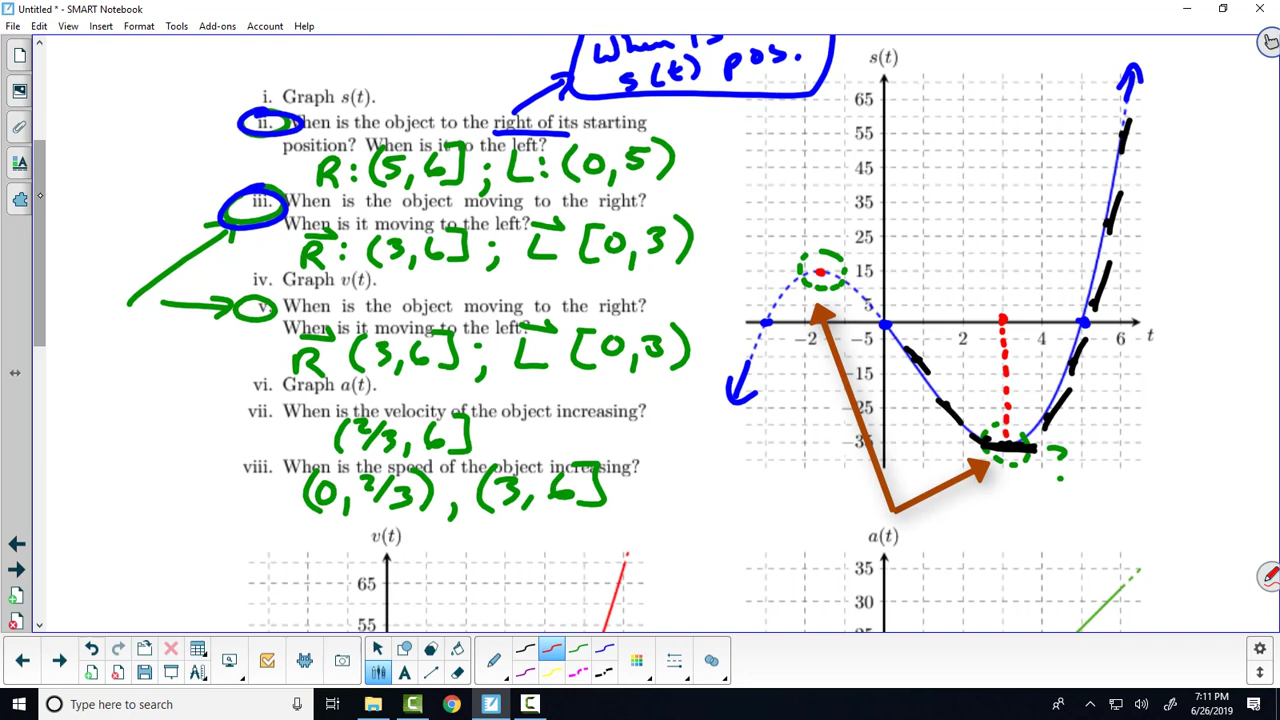 Untitled * - SMART Notebook
File Edit View Insert Format Tools Add-ons Account Help
When is
s(t) pos.
i. Graph s(t).
ii. When is the object to the right of its starting
position? When is it to the left?
R: (5,6] ; L: (0,5)
iii. When is the object moving to the right?
When is it moving to the left?
R: (3,6] ; L [0,3)
iv. Graph v(t).
v. When is the object moving to the right?
When is it moving to the left?
R (3,6] ; L [0,3)
vi. Graph a(t).
vii. When is the velocity of the object increasing?
(2/3, 6]
viii. When is the speed of the object increasing?
(0, 2/3), (3, 6]
s(t)
65
55
45
35
25
15
5
-2 -5 2 4 6 t
-15
-25
-35
?
v(t)
65
55
a(t)
35
30
25
Type here to search
7:11 PM
6/26/2019